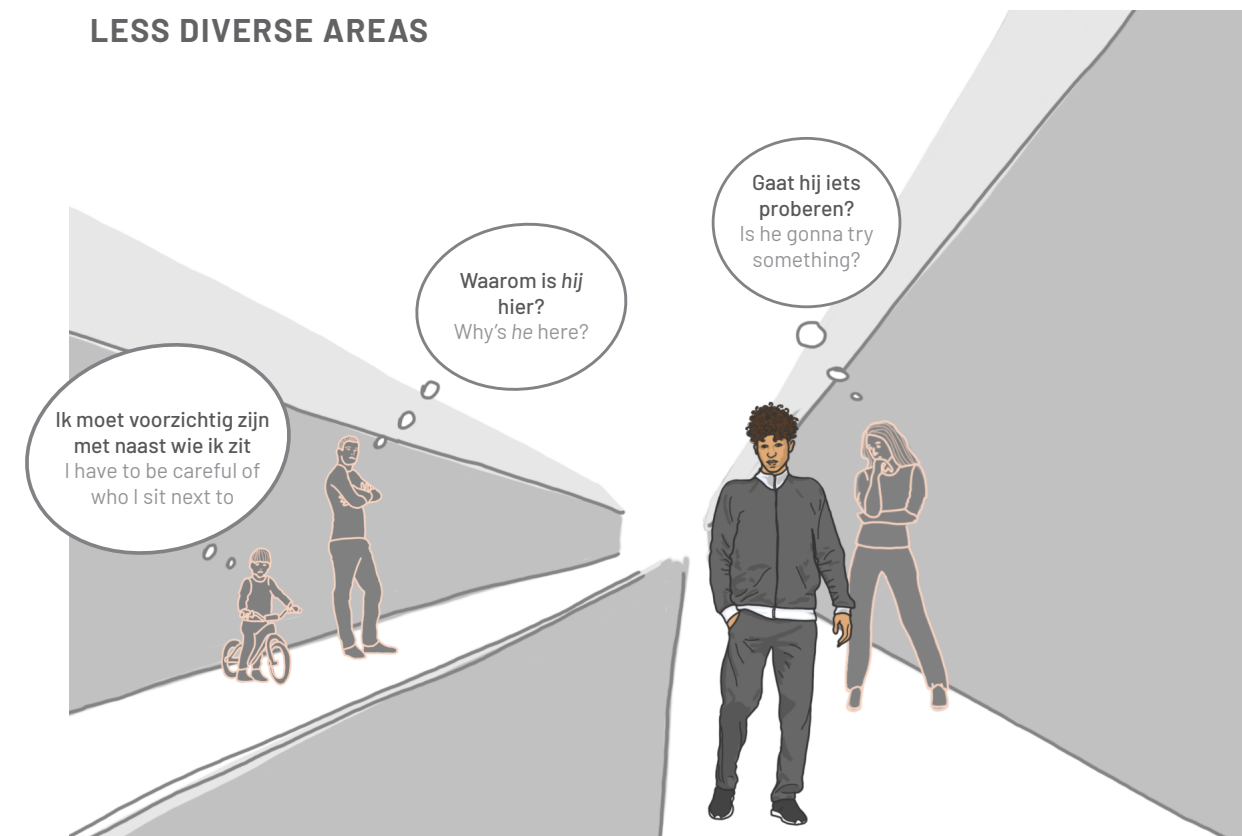 LESS DIVERSE AREAS
Gaat hij iets
proberen?
Is he gonna try
something?
Waarom is hij
hier?
Why's he here?
Ik moet voorzichtig zijn
met naast wie ik zit
I have to be careful of
who I sit next to